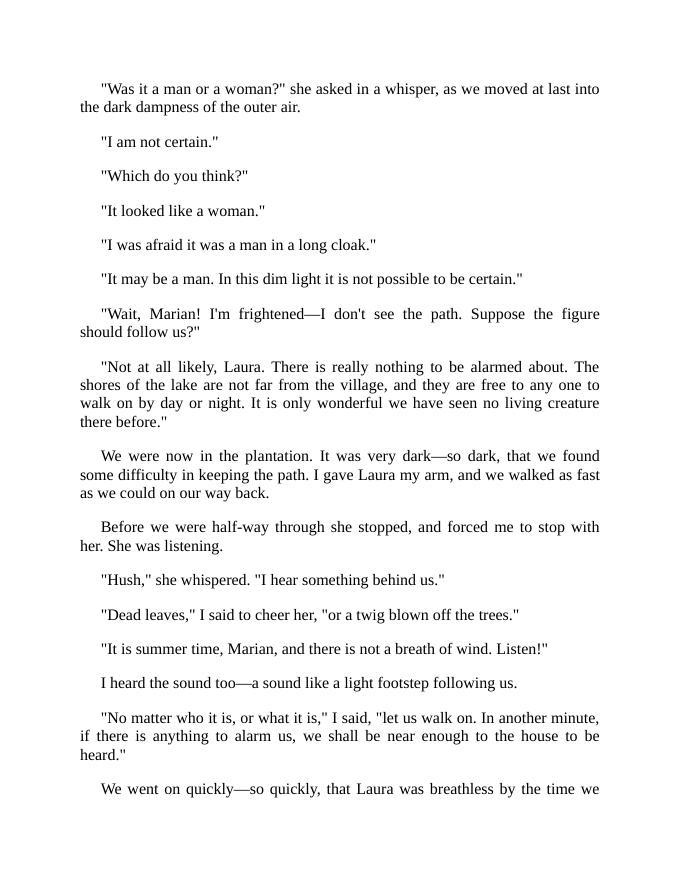 "Was it a man or a woman?" she asked in a whisper, as we moved at last into
the dark dampness of the outer air.
"I am not certain."
"Which do you think?"
"It looked like a woman."
"I was afraid it was a man in a long cloak."
"It may be a man. In this dim light it is not possible to be certain."
"Wait, Marian! I'm frightened—I don't see the path. Suppose the figure
should follow us?"
"Not at all likely, Laura. There is really nothing to be alarmed about. The
shores of the lake are not far from the village, and they are free to any one to
walk on by day or night. It is only wonderful we have seen no living creature
there before."
We were now in the plantation. It was very dark—so dark, that we found
some difficulty in keeping the path. I gave Laura my arm, and we walked as fast
as we could on our way back.
Before we were half-way through she stopped, and forced me to stop with
her. She was listening.
"Hush," she whispered. "I hear something behind us."
"Dead leaves," I said to cheer her, "or a twig blown off the trees."
"It is summer time, Marian, and there is not a breath of wind. Listen!"
I heard the sound too—a sound like a light footstep following us.
"No matter who it is, or what it is," I said, "let us walk on. In another minute,
if there is anything to alarm us, we shall be near enough to the house to be
heard."
We went on quickly—so quickly, that Laura was breathless by the time we